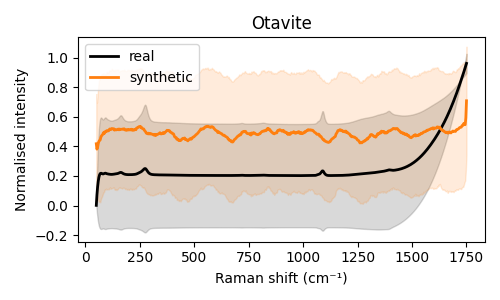 Otavite
real
synthetic
Normalised intensity
1.0
0.8
0.6
0.4
0.2
0.0
−0.2
0 250 500 750 1000 1250 1500 1750
Raman shift (cm⁻¹)